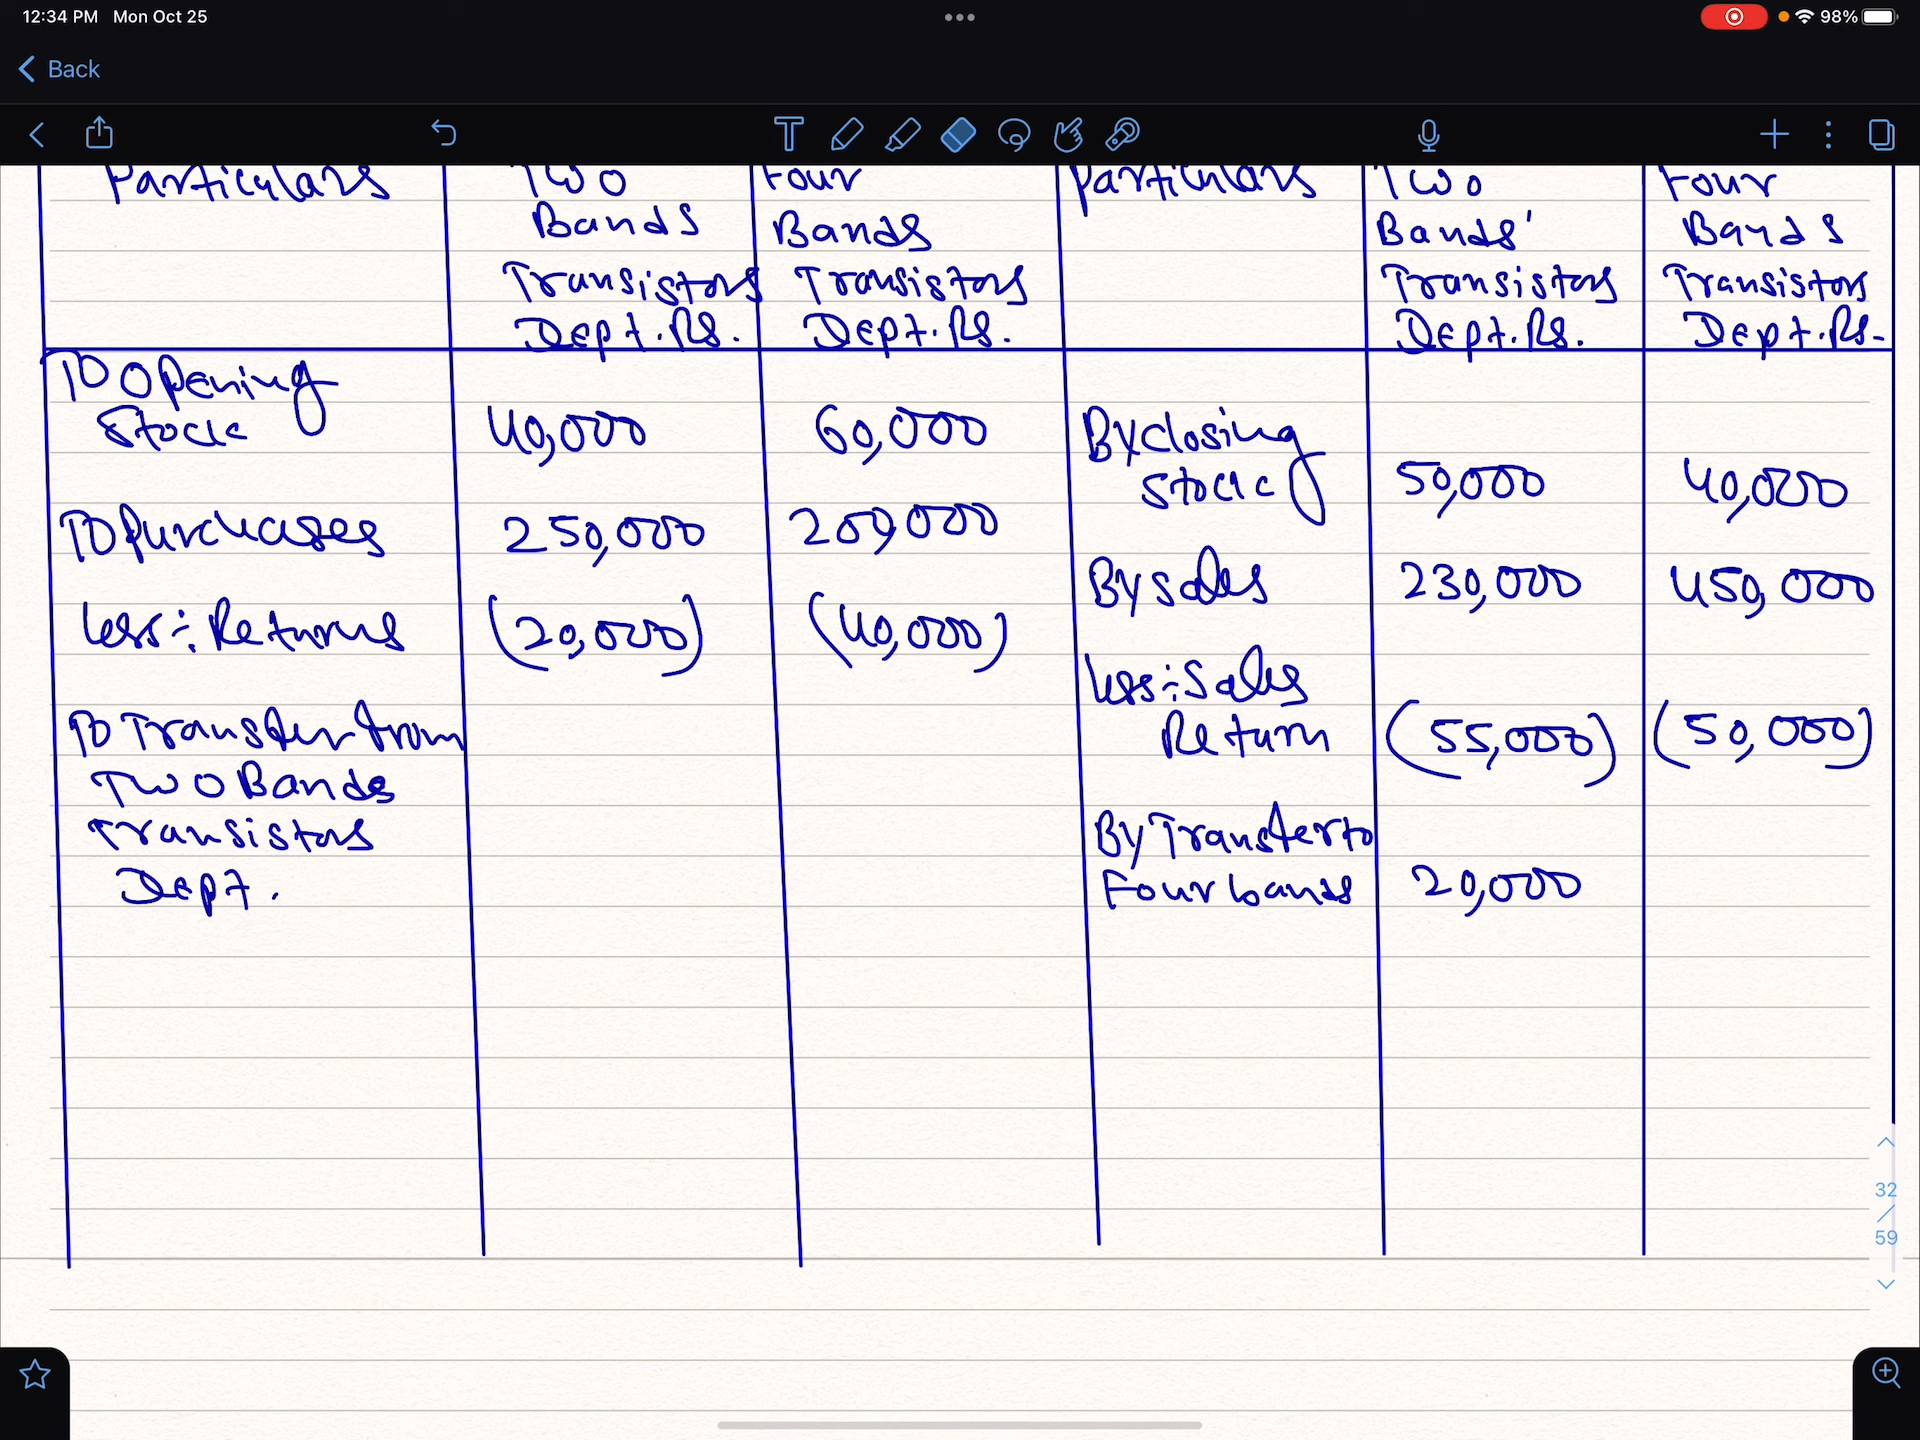 12:34 PM Mon Oct 25
98%
Back
T
Particulars Two Four Particulars Two Four
Bands Bands Bands' Bands
Transistors Transistors Transistors Transistors
Dept. Rs. Dept. Rs. Dept. Rs. Dept. Rs.
To Opening
Stock 40,000 60,000
By closing
Stock 50,000 40,000
To Purchases 250,000 200,000
By Sales 230,000 450,000
Less:- Returns (20,000) (40,000)
Less:- Sales
Return (55,000) (50,000)
To Transfer from
Two Bands
Transistors
Dept.
By Transfer to
Four bands 20,000
32
/
59